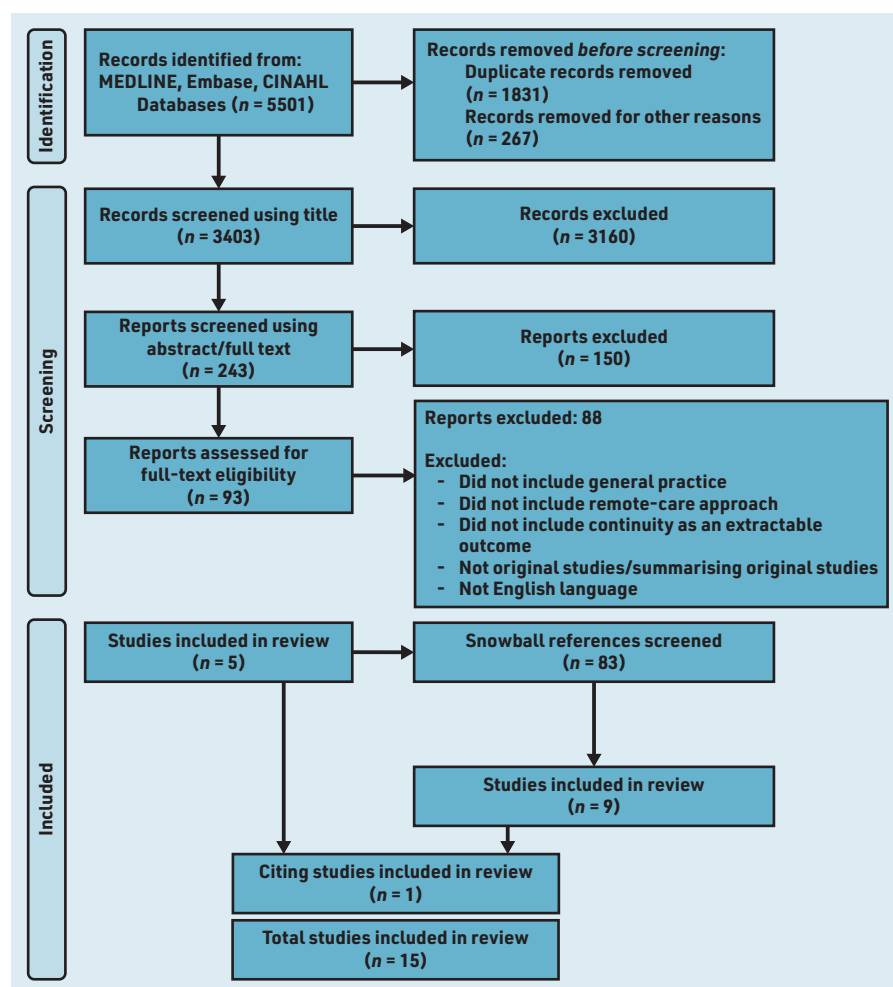 Identification
Records identified from:
MEDLINE, Embase, CINAHL
Databases (n = 5501)
Records removed before screening:
Duplicate records removed
(n = 1831)
Records removed for other reasons
(n = 267)
Screening
Records screened using title
(n = 3403)
Records excluded
(n = 3160)
Reports screened using
abstract/full text
(n = 243)
Reports excluded
(n = 150)
Reports assessed for
full-text eligibility
(n = 93)
Reports excluded: 88
Excluded:
- Did not include general practice
- Did not include remote-care approach
- Did not include continuity as an extractable
outcome
- Not original studies/summarising original studies
- Not English language
Included
Studies included in review
(n = 5)
Snowball references screened
(n = 83)
Studies included in review
(n = 9)
Citing studies included in review
(n = 1)
Total studies included in review
(n = 15)